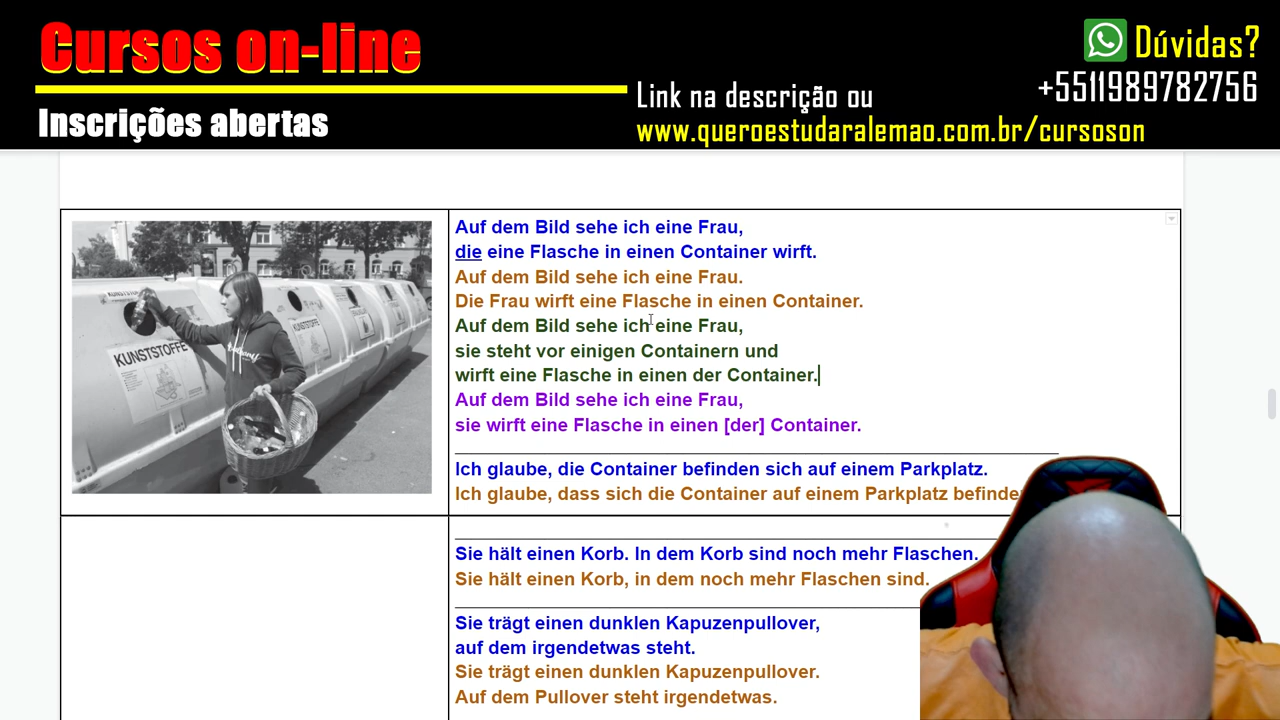 Cursos on-line
Inscrições abertas
Dúvidas?
+5511989782756
Link na descrição ou
www.queroestudaralemao.com.br/cursoson
KUNSTSTOFFE
KUNSTSTOFFE
Auf dem Bild sehe ich eine Frau,
die eine Flasche in einen Container wirft.
Auf dem Bild sehe ich eine Frau.
Die Frau wirft eine Flasche in einen Container.
Auf dem Bild sehe ich eine Frau,
sie steht vor einigen Containern und
wirft eine Flasche in einen der Container.
Auf dem Bild sehe ich eine Frau,
sie wirft eine Flasche in einen [der] Container.
Ich glaube, die Container befinden sich auf einem Parkplatz.
Ich glaube, dass sich die Container auf einem Parkplatz befinde
Sie hält einen Korb. In dem Korb sind noch mehr Flaschen.
Sie hält einen Korb, in dem noch mehr Flaschen sind.
Sie trägt einen dunklen Kapuzenpullover,
auf dem irgendetwas steht.
Sie trägt einen dunklen Kapuzenpullover.
Auf dem Pullover steht irgendetwas.